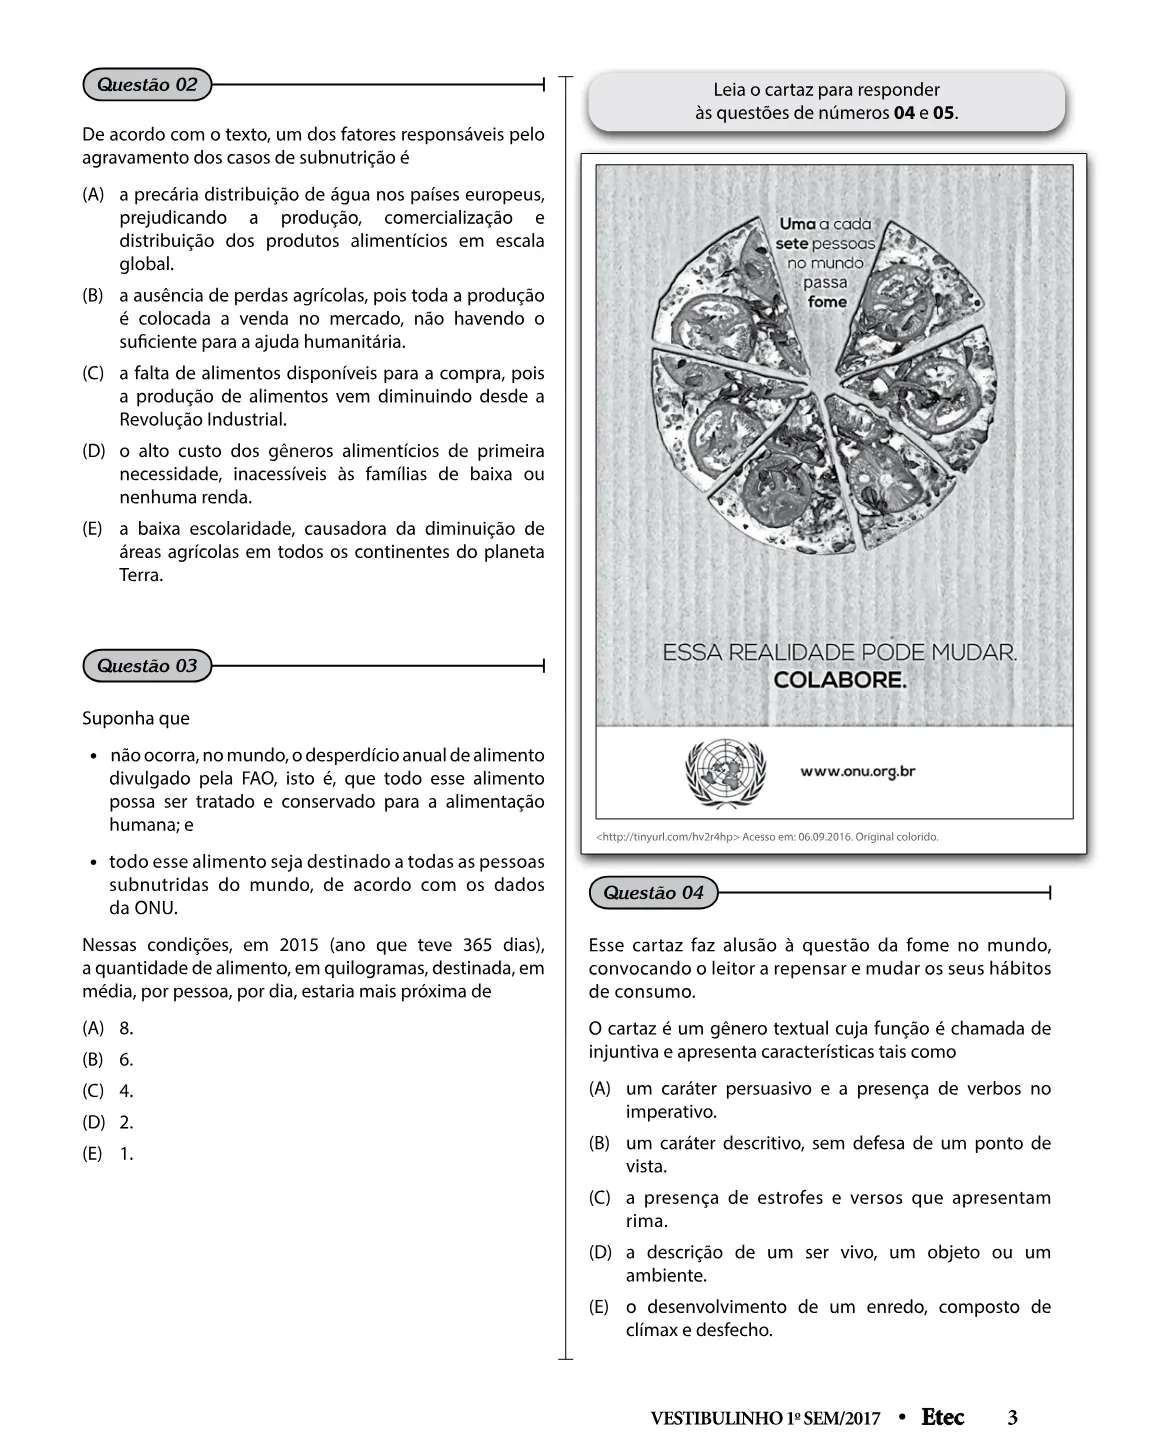 Questão 02
De acordo com o texto, um dos fatores responsáveis pelo
agravamento dos casos de subnutrição é
(A) a precária distribuição de água nos países europeus,
prejudicando a produção, comercialização e
distribuição dos produtos alimentícios em escala
global.
(B) a ausência de perdas agrícolas, pois toda a produção
é colocada a venda no mercado, não havendo o
suficiente para a ajuda humanitária.
(C) a falta de alimentos disponíveis para a compra, pois
a produção de alimentos vem diminuindo desde a
Revolução Industrial.
(D) o alto custo dos gêneros alimentícios de primeira
necessidade, inacessíveis às famílias de baixa ou
nenhuma renda.
(E) a baixa escolaridade, causadora da diminuição de
áreas agrícolas em todos os continentes do planeta
Terra.
Questão 03
Suponha que
• não ocorra, no mundo, o desperdício anual de alimento
divulgado pela FAO, isto é, que todo esse alimento
possa ser tratado e conservado para a alimentação
humana; e
• todo esse alimento seja destinado a todas as pessoas
subnutridas do mundo, de acordo com os dados
da ONU.
Nessas condições, em 2015 (ano que teve 365 dias),
a quantidade de alimento, em quilogramas, destinada, em
média, por pessoa, por dia, estaria mais próxima de
(A) 8.
(B) 6.
(C) 4.
(D) 2.
(E) 1.
Leia o cartaz para responder
às questões de números 04 e 05.
Uma a cada
sete pessoas
no mundo
passa
fome
ESSA REALIDADE PODE MUDAR.
COLABORE.
www.onu.org.br
<http://tinyurl.com/hv2r4hp> Acesso em: 06.09.2016. Original colorido.
Questão 04
Esse cartaz faz alusão à questão da fome no mundo,
convocando o leitor a repensar e mudar os seus hábitos
de consumo.
O cartaz é um gênero textual cuja função é chamada de
injuntiva e apresenta características tais como
(A) um caráter persuasivo e a presença de verbos no
imperativo.
(B) um caráter descritivo, sem defesa de um ponto de
vista.
(C) a presença de estrofes e versos que apresentam
rima.
(D) a descrição de um ser vivo, um objeto ou um
ambiente.
(E) o desenvolvimento de um enredo, composto de
clímax e desfecho.
VESTIBULINHO 1º SEM/2017 • Etec 3